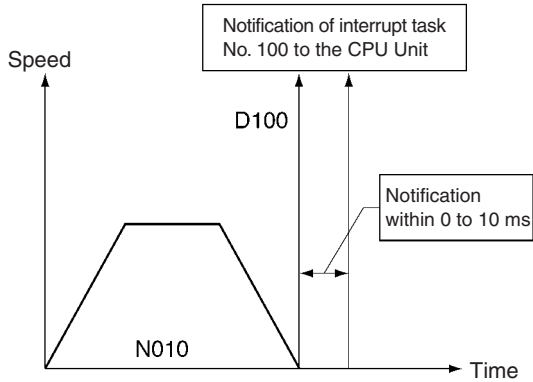 Notification of interrupt task
No. 100 to the CPU Unit
Speed
D100
Notification
within 0 to 10 ms
N010
Time